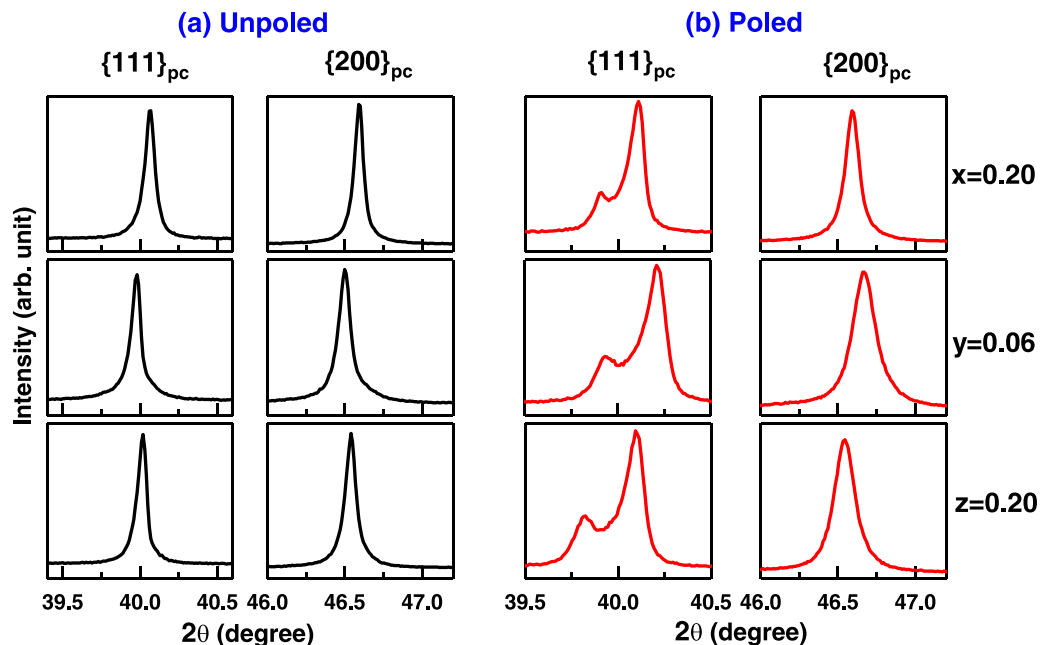 (a) Unpoled
(b) Poled
{111}pc
{200}pc
{111}pc
{200}pc
Intensity (arb. unit)
x=0.20
y=0.06
z=0.20
39.5 40.0 40.5 46.0 46.5 47.0 39.5 40.0 40.5 46.0 46.5 47.0
2θ (degree)
2θ (degree)